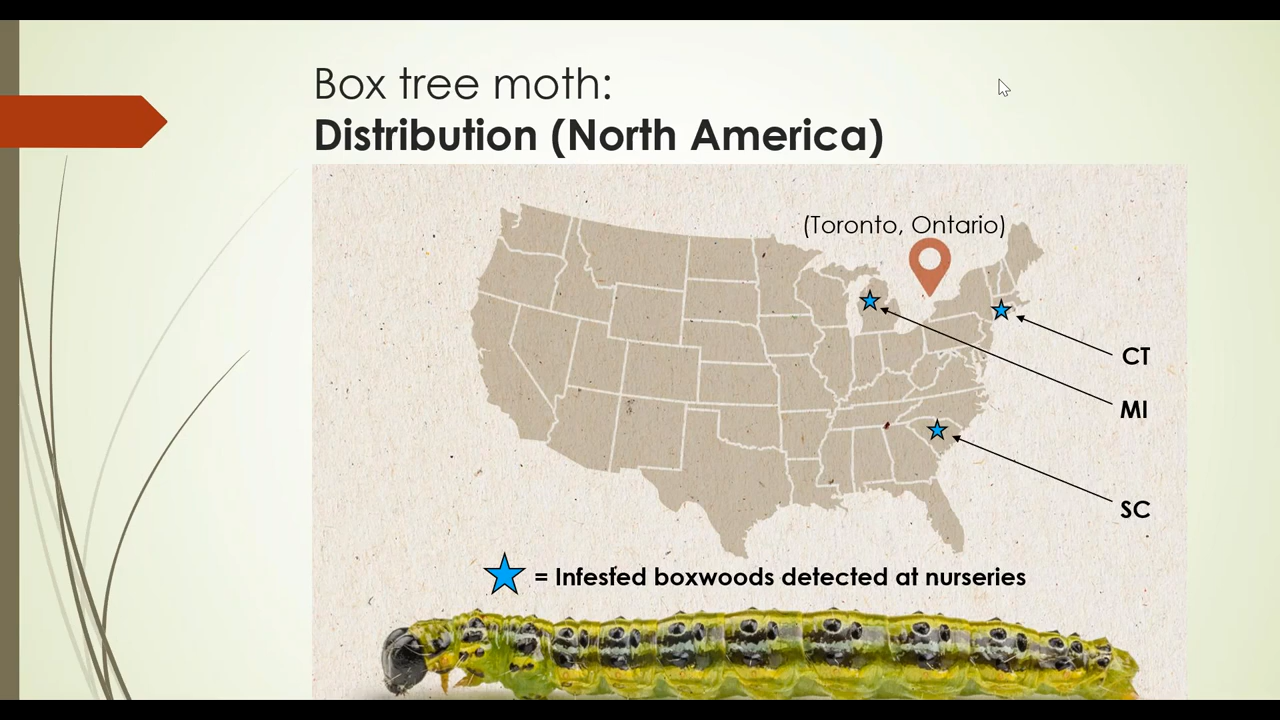 Box tree moth:
Distribution (North America)
(Toronto, Ontario)
CT
MI
SC
= Infested boxwoods detected at nurseries